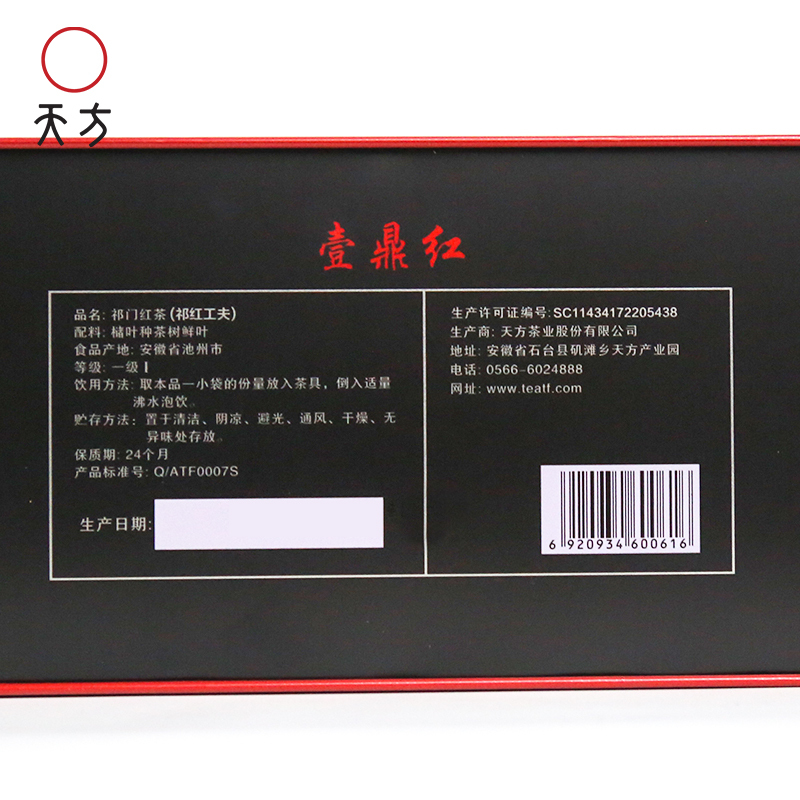 天方
壹鼎红
品名: 祁门红茶 (祁红工夫)
配料: 槠叶种茶树鲜叶
食品产地: 安徽省池州市
等级: 一级 I
饮用方法: 取本品一小袋的份量放入茶具, 倒入适量
沸水泡饮。
贮存方法: 置于清洁、阴凉、避光、通风、干燥、无
异味处存放。
保质期: 24个月
产品标准号: Q/ATF0007S
生产日期:
生产许可证编号: SC11434172205438
生产商: 天方茶业股份有限公司
地址: 安徽省石台县矶滩乡天方产业园
电话: 0566-6024888
网址: www.teatf.com
6 920934 600616